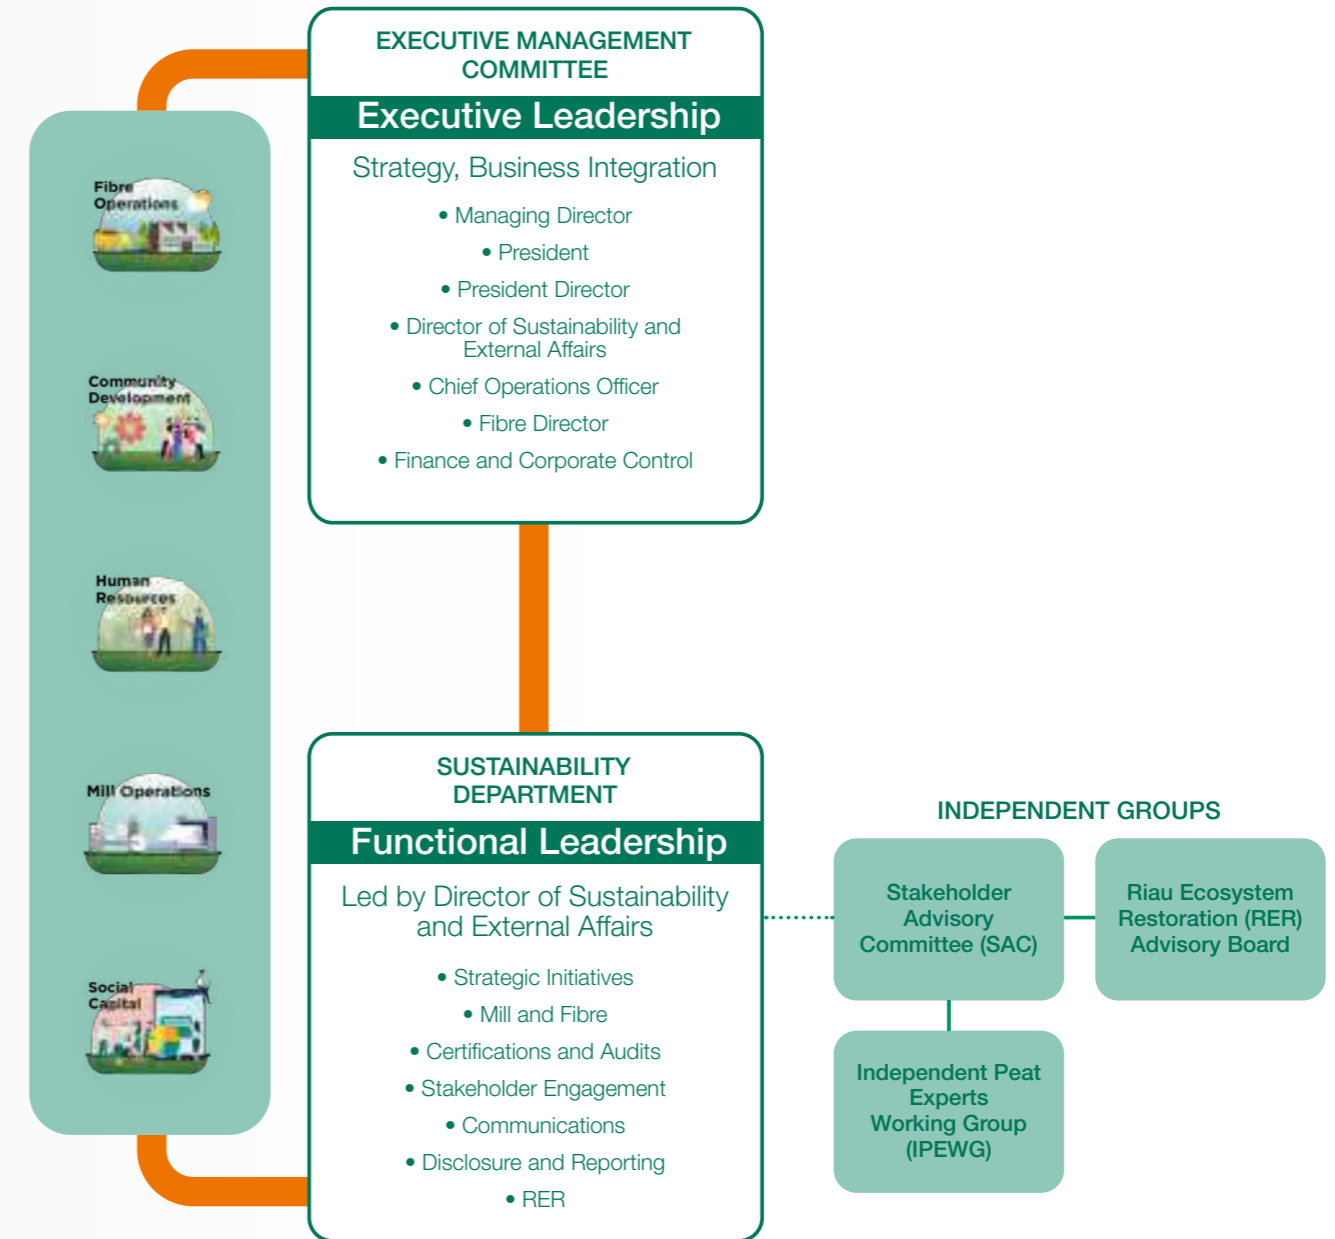 EXECUTIVE MANAGEMENT
COMMITTEE
Executive Leadership
Strategy, Business Integration
• Managing Director
• President
• President Director
• Director of Sustainability and
External Affairs
• Chief Operations Officer
• Fibre Director
• Finance and Corporate Control
Fibre
Operations
Community
Development
Human
Resources
Mill Operations
Social
Capital
SUSTAINABILITY
DEPARTMENT
Functional Leadership
Led by Director of Sustainability
and External Affairs
• Strategic Initiatives
• Mill and Fibre
• Certifications and Audits
• Stakeholder Engagement
• Communications
• Disclosure and Reporting
• RER
INDEPENDENT GROUPS
Stakeholder
Advisory
Committee (SAC)
Riau Ecosystem
Restoration (RER)
Advisory Board
Independent Peat
Experts
Working Group
(IPEWG)